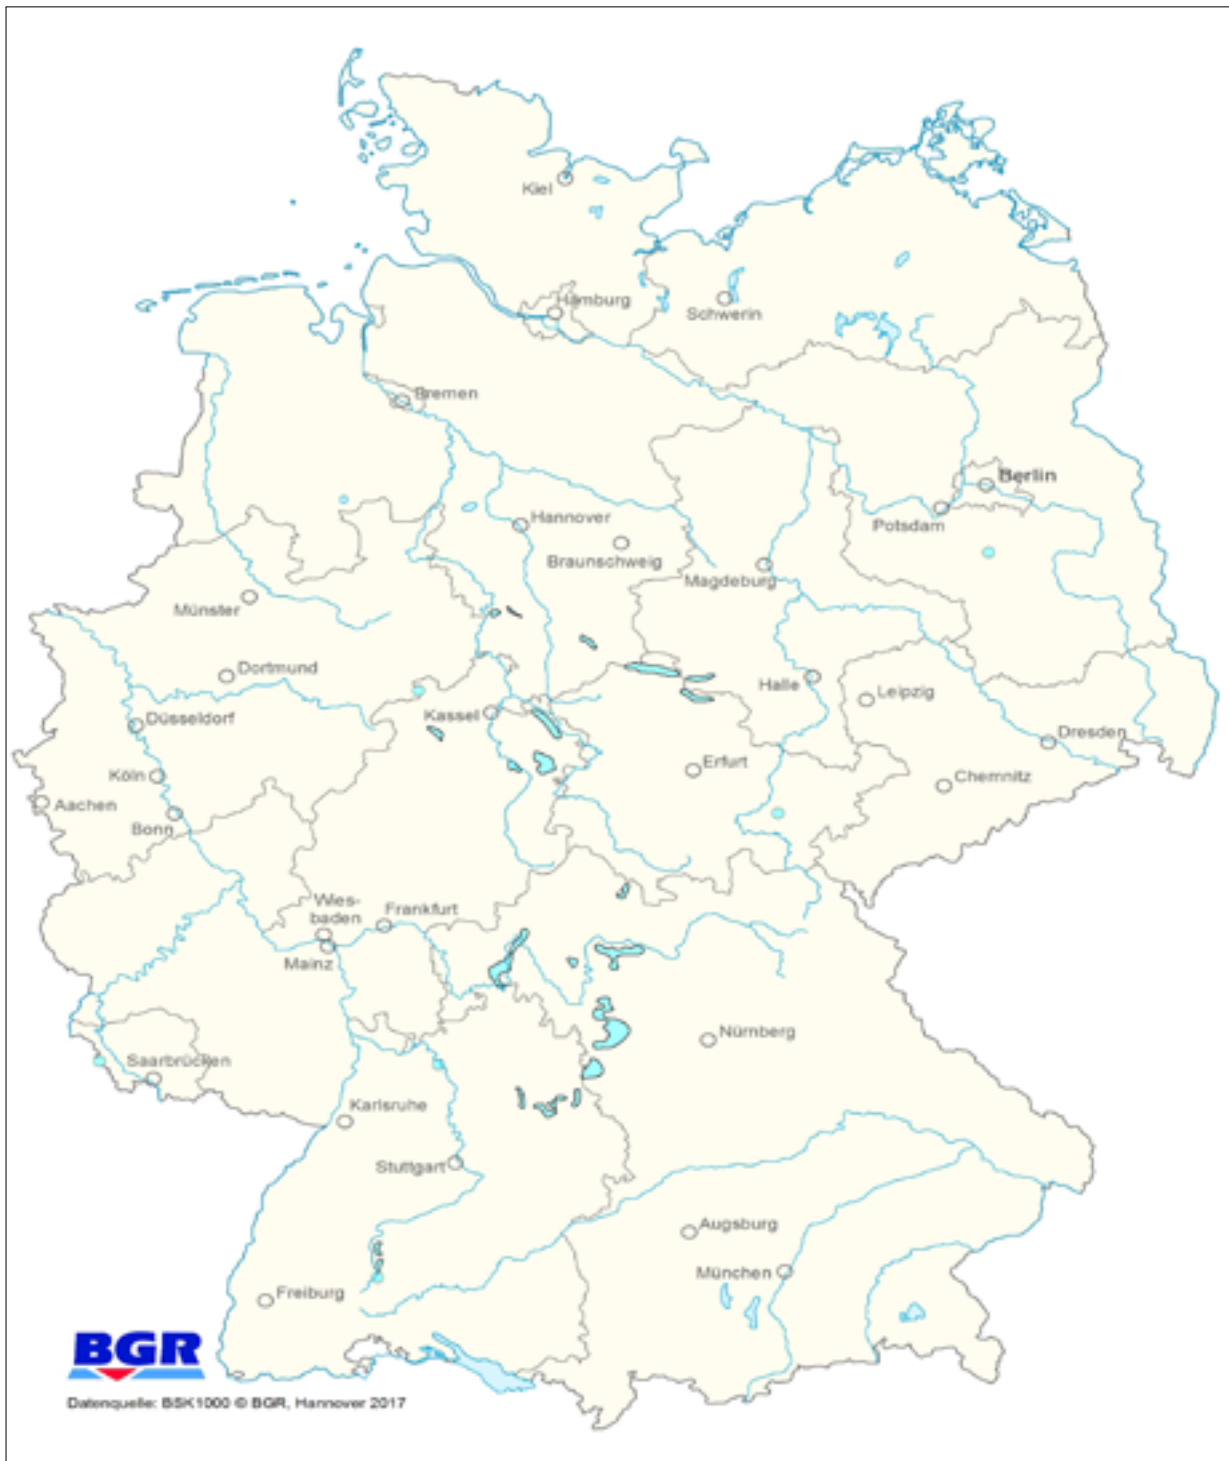 Kiel
Hamburg
Schwerin
Bremen
Berlin
Hannover
Potsdam
Braunschweig
Magdeburg
Münster
Dortmund
Halle
Leipzig
Düsseldorf
Kassel
Dresden
Köln
Erfurt
Chemnitz
Aachen
Bonn
Wies-
baden
Frankfurt
Mainz
Nürnberg
Saarbrücken
Karlsruhe
Stuttgart
Augsburg
München
Freiburg
BGR
Datenquelle: BSK1000 © BGR, Hannover 2017